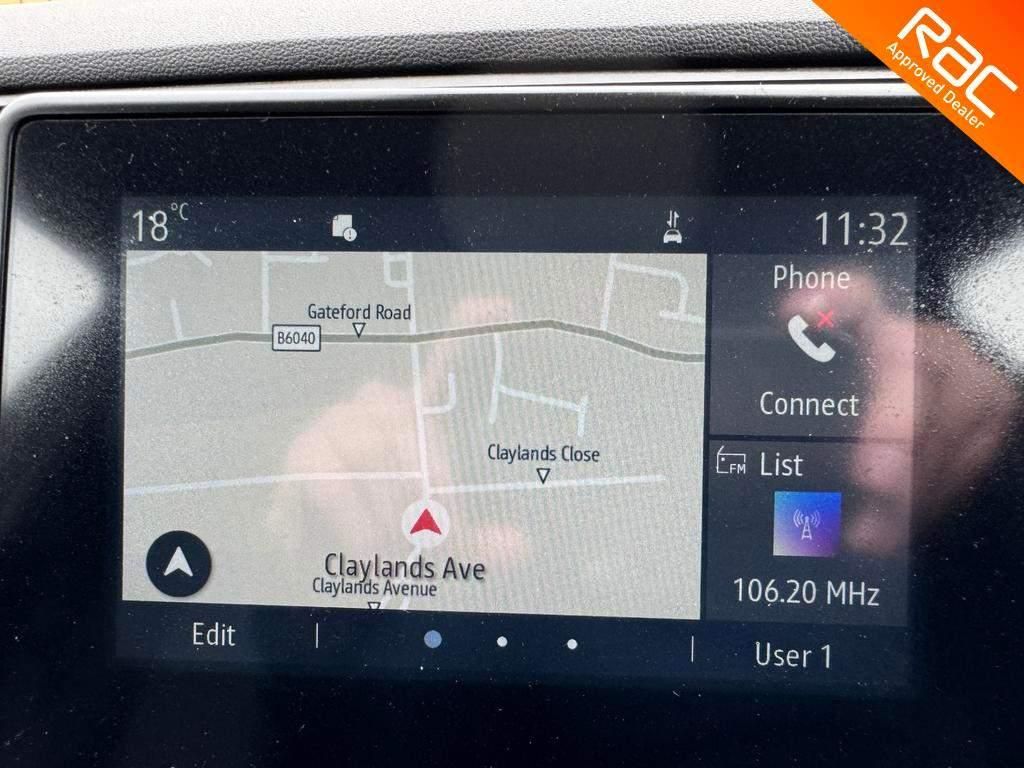 RAC
Approved Dealer
18°C
11:32
Phone
Gateford Road
B6040
Connect
Claylands Close
FM List
Claylands Ave
Claylands Avenue
106.20 MHz
Edit
User 1